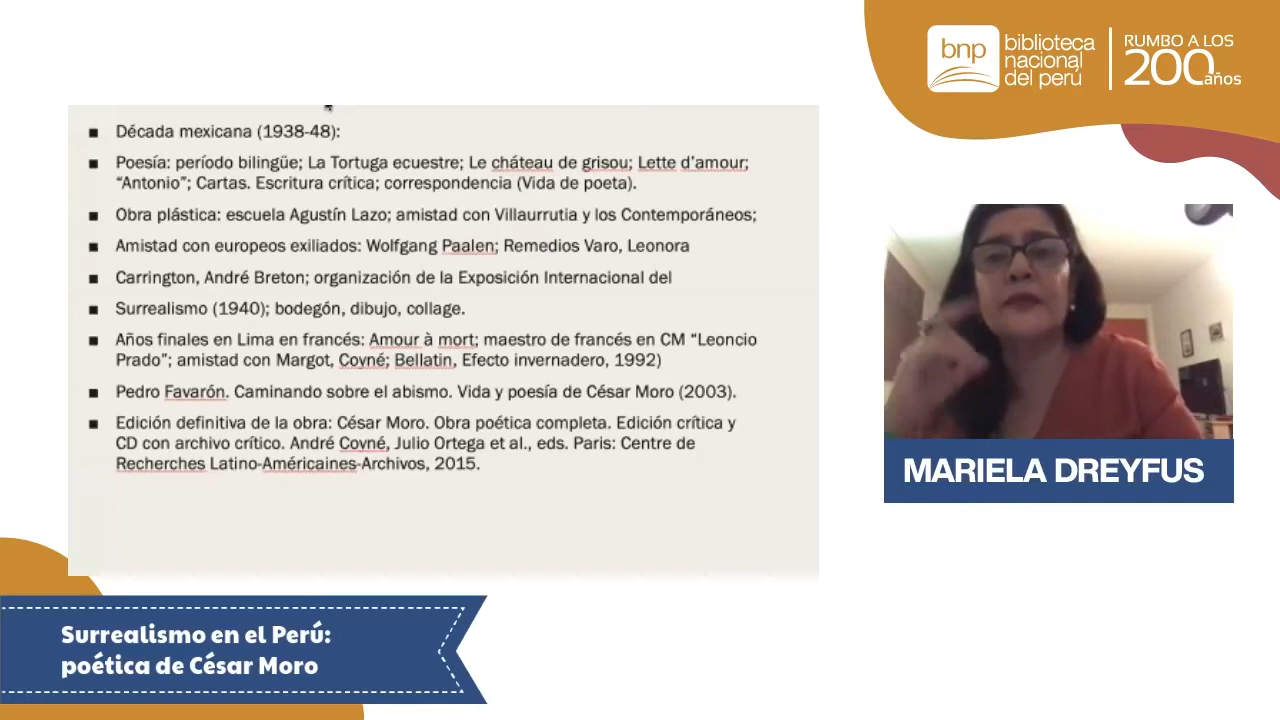 bnp
biblioteca
nacional
del perú
RUMBO A LOS
200
años
Década mexicana (1938-48):
Poesía: período bilingüe; La Tortuga ecuestre; Le cháteau de grisou; Lette d'amour;
“Antonio”; Cartas. Escritura crítica; correspondencia (Vida de poeta).
Obra plástica: escuela Agustín Lazo; amistad con Villaurrutia y los Contemporáneos;
Amistad con europeos exiliados: Wolfgang Paalen; Remedios Varo, Leonora
Carrington, André Breton; organización de la Exposición Internacional del
Surrealismo (1940); bodegón, dibujo, collage.
Años finales en Lima en francés: Amour à mort; maestro de francés en CM “Leoncio
Prado”; amistad con Margot, Coyné; Bellatin, Efecto invernadero, 1992)
Pedro Favarón. Caminando sobre el abismo. Vida y poesía de César Moro (2003).
Edición definitiva de la obra: César Moro. Obra poética completa. Edición crítica y
CD con archivo crítico. André Coyné, Julio Ortega et al., eds. Paris: Centre de
Recherches Latino-Américaines-Archivos, 2015.
MARIELA DREYFUS
Surrealismo en el Perú:
poética de César Moro